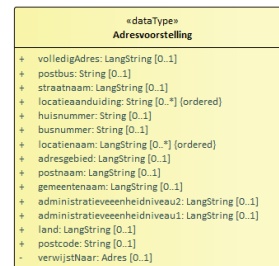 «dataType»
Adresvoorstelling
+ volledigAdres: LangString [0..1]
+ postbus: String [0..1]
+ straatnaam: LangString [0..1]
+ locatieaanduiding: String [0..*] {ordered}
+ huisnummer: String [0..1]
+ busnummer: String [0..1]
+ locatienaam: LangString [0..*] {ordered}
+ adresgebied: LangString [0..1]
+ postnaam: LangString [0..1]
+ gemeentenaam: LangString [0..1]
+ administratieveeenheidniveau2: LangString [0..1]
+ administratieveeenheidniveau1: LangString [0..1]
+ land: LangString [0..1]
+ postcode: String [0..1]
- verwijstNaar: Adres [0..1]